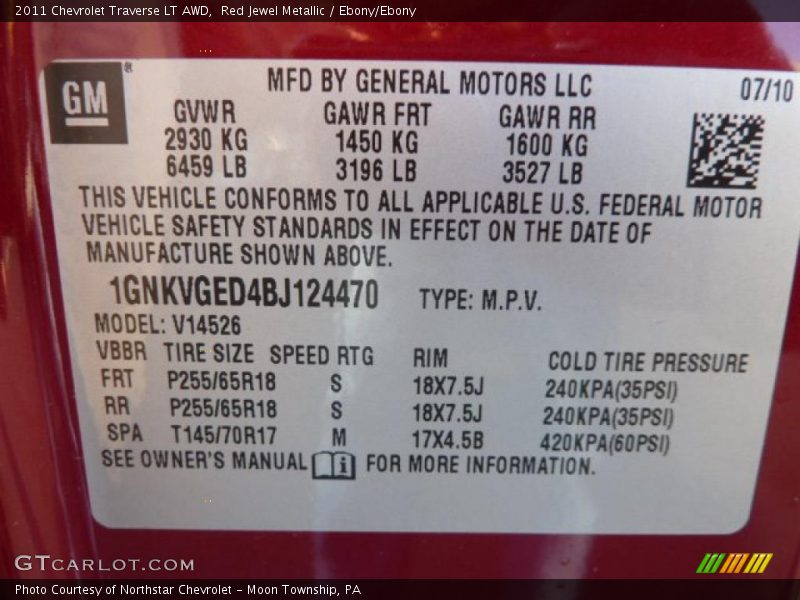 2011 Chevrolet Traverse LT AWD,  Red Jewel Metallic / Ebony/Ebony
GM ®
MFD BY GENERAL MOTORS LLC 07/10
GVWR GAWR FRT GAWR RR
2930 KG 1450 KG 1600 KG
6459 LB 3196 LB 3527 LB
THIS VEHICLE CONFORMS TO ALL APPLICABLE U.S. FEDERAL MOTOR
VEHICLE SAFETY STANDARDS IN EFFECT ON THE DATE OF
MANUFACTURE SHOWN ABOVE.
1GNKVGED4BJ124470 TYPE: M.P.V.
MODEL: V14526
VBBR TIRE SIZE SPEED RTG RIM COLD TIRE PRESSURE
FRT P255/65R18 S 18X7.5J 240KPA(35PSI)
RR P255/65R18 S 18X7.5J 240KPA(35PSI)
SPA T145/70R17 M 17X4.5B 420KPA(60PSI)
SEE OWNER'S MANUAL i FOR MORE INFORMATION.
GTCARLOT.COM
Photo Courtesy of Northstar Chevrolet - Moon Township, PA